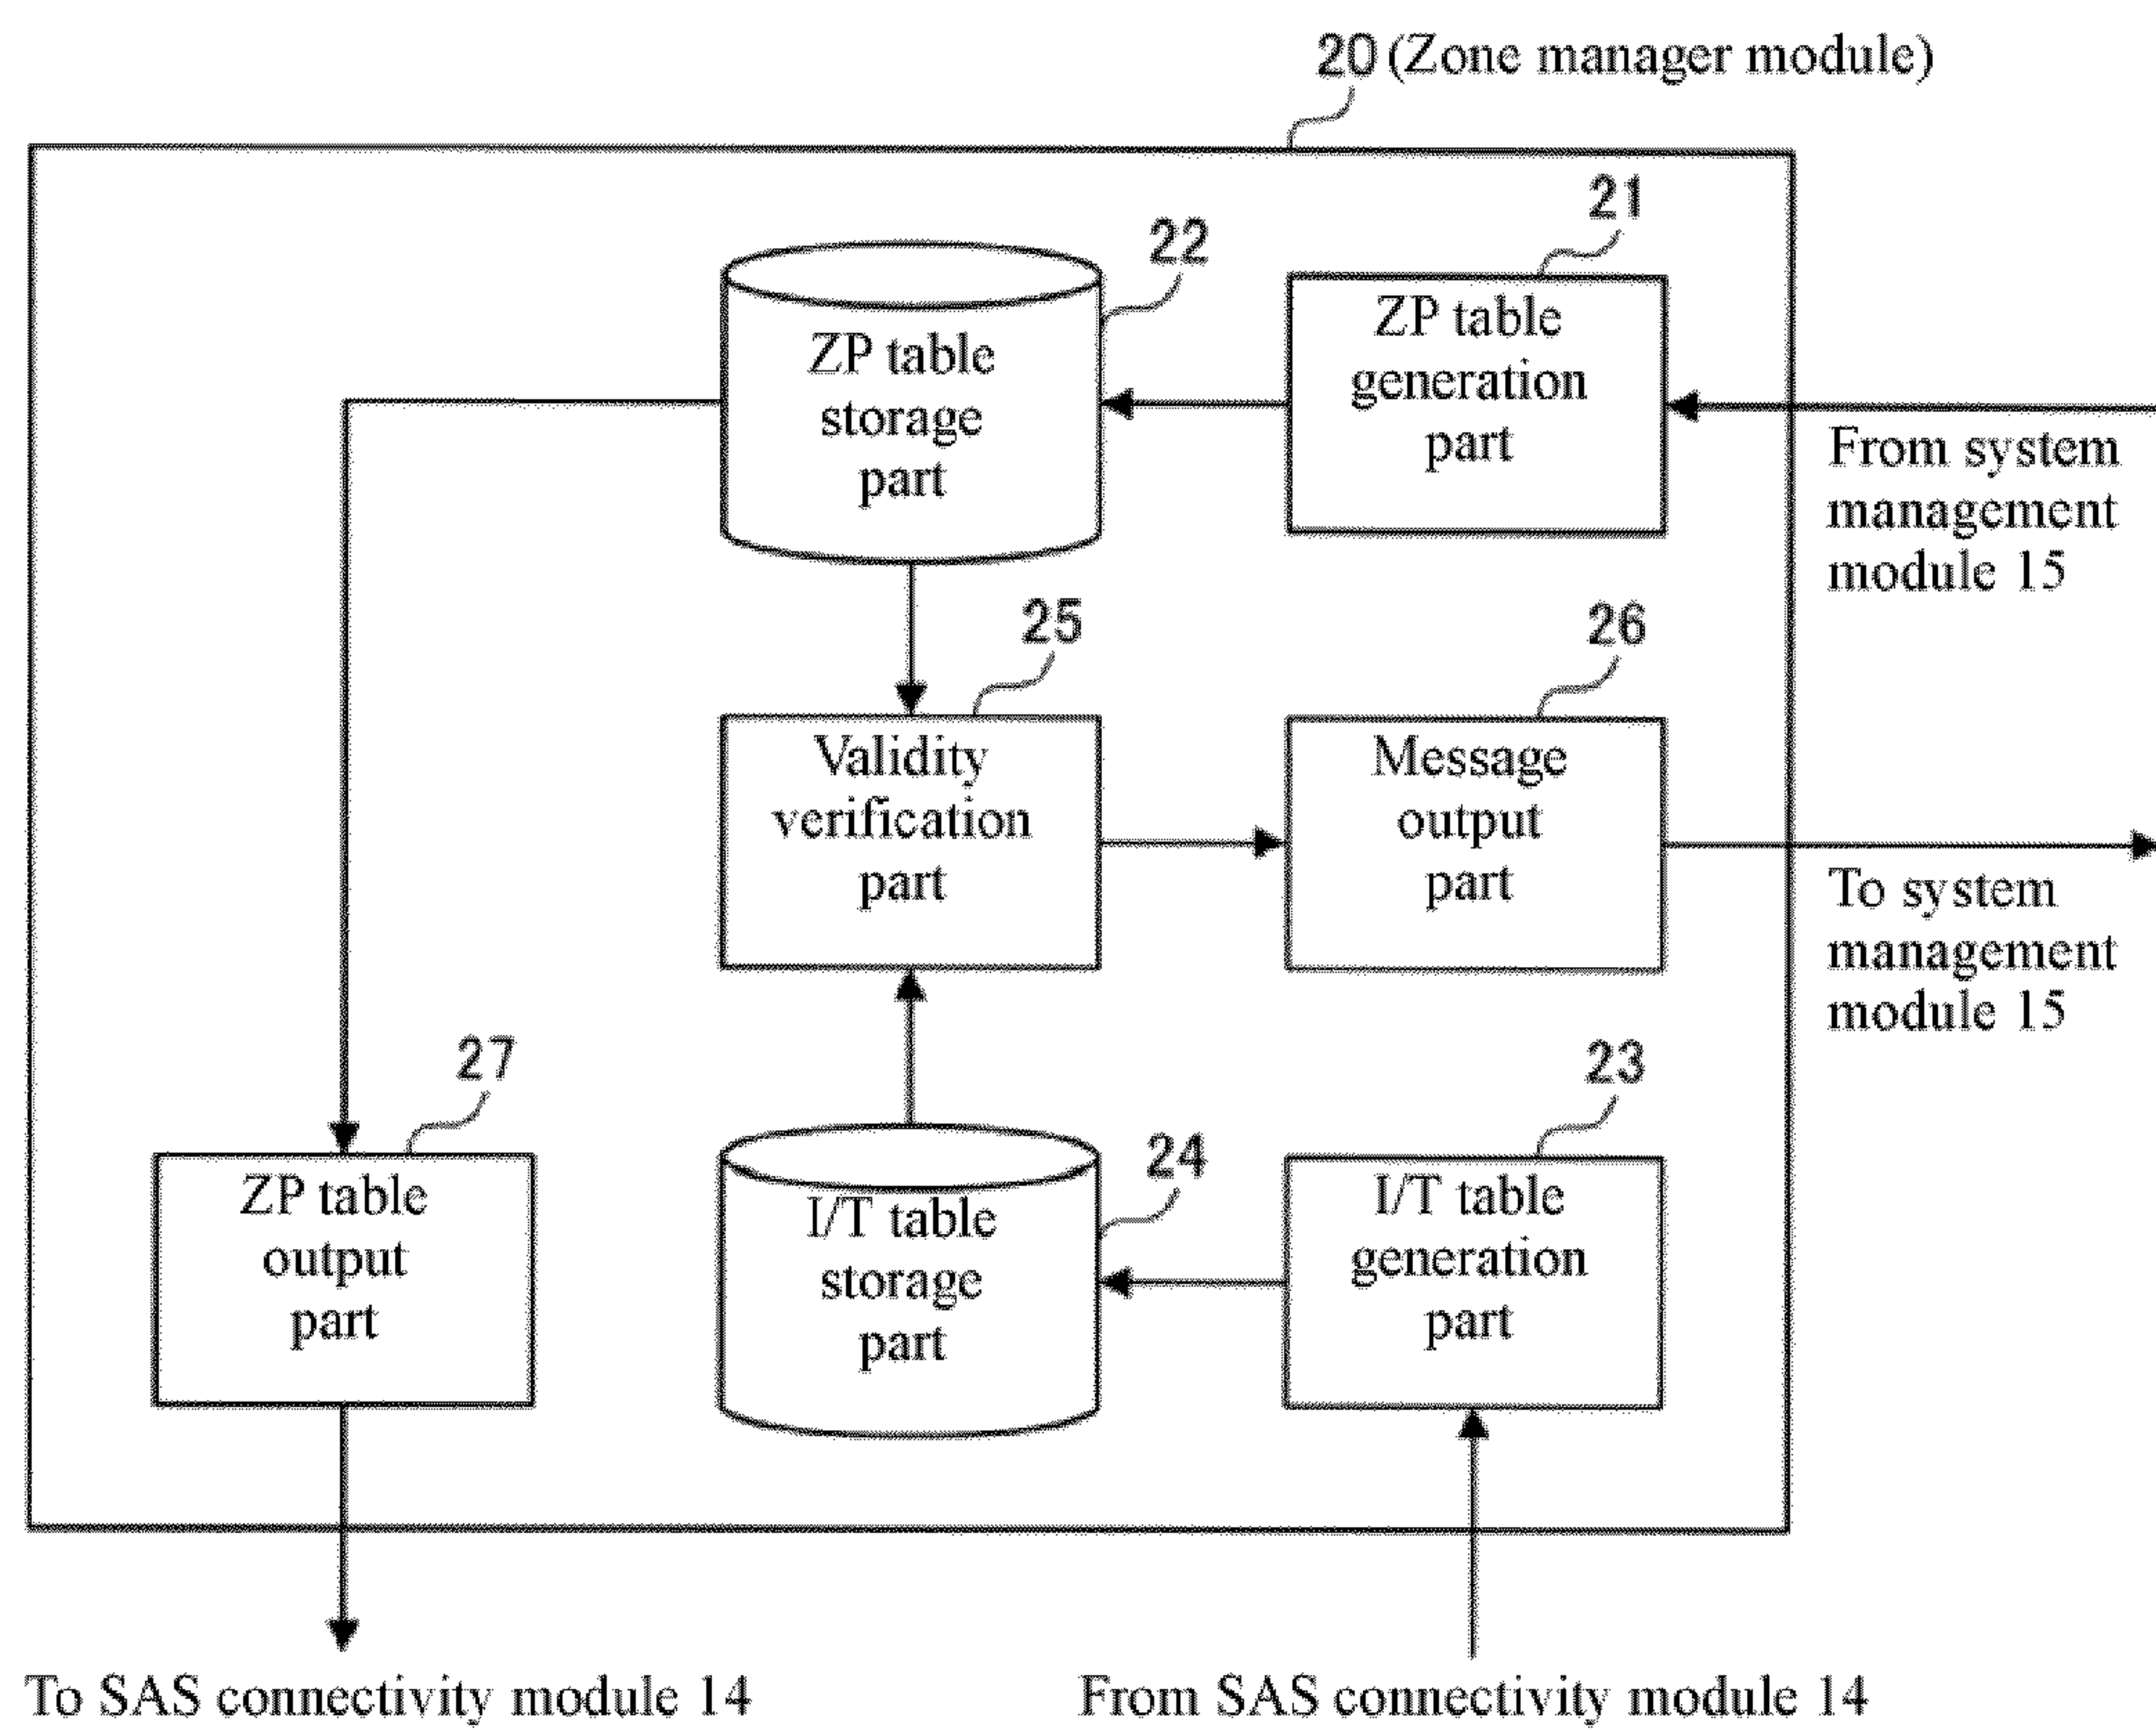 20 (Zone manager module)
21
22
ZP table
generation
part
ZP table
storage
part
From system
management
module 15
25
26
Validity
verification
part
Message
output
part
To system
management
module 15
27
23
24
ZP table
output
part
I/T table
storage
part
I/T table
generation
part
To SAS connectivity module 14
From SAS connectivity module 14